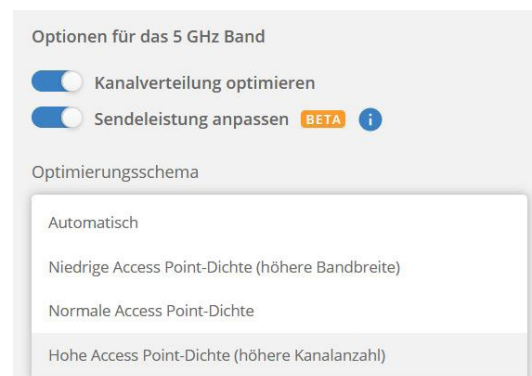 Optionen für das 5 GHz Band
Kanalverteilung optimieren
Sendeleistung anpassen BETA i
Optimierungsschema
Automatisch
Niedrige Access Point-Dichte (höhere Bandbreite)
Normale Access Point-Dichte
Hohe Access Point-Dichte (höhere Kanalanzahl)